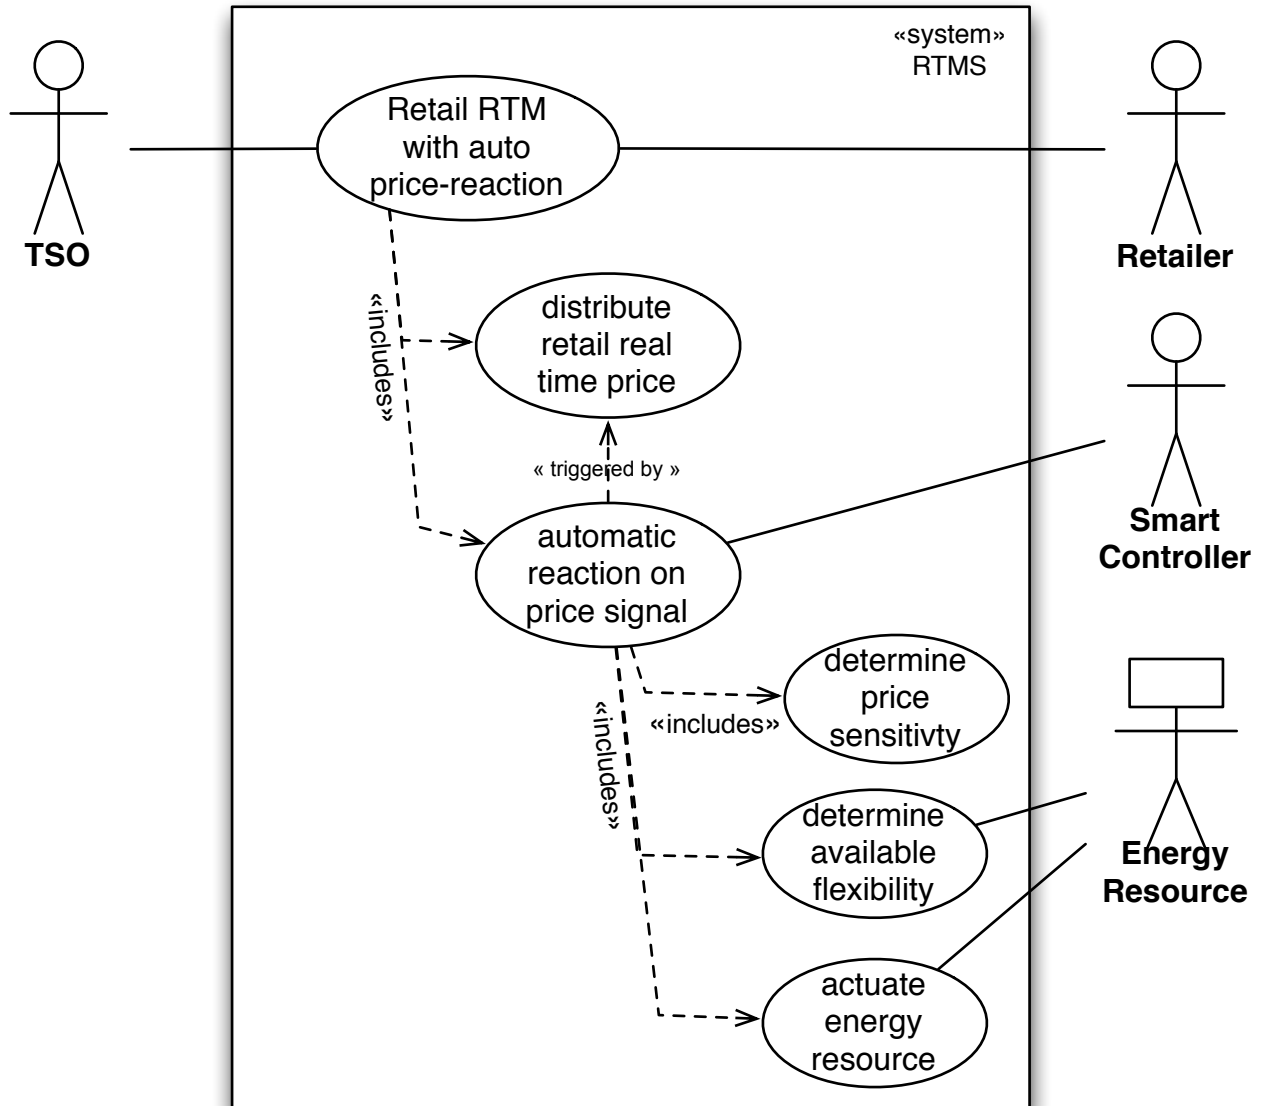 «system»
RTMS
Retail RTM
with auto
price-reaction
TSO
Retailer
«includes»
distribute
retail real
time price
« triggered by »
automatic
reaction on
price signal
Smart
Controller
«includes»
«includes»
determine
price
sensitivty
determine
available
flexibility
Energy
Resource
actuate
energy
resource